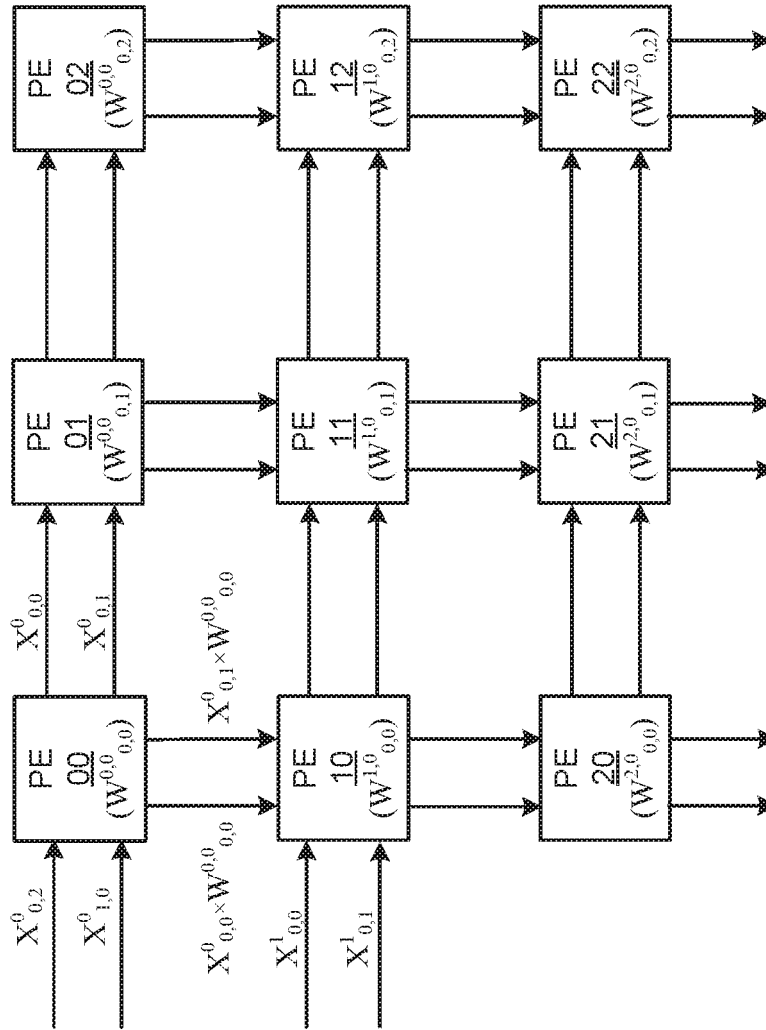 PE
02
(W^{0,0}_{0,2})
PE
12
(W^{1,0}_{0,2})
PE
22
(W^{2,0}_{0,2})
PE
01
(W^{0,0}_{0,1})
PE
11
(W^{1,0}_{0,1})
PE
21
(W^{2,0}_{0,1})
X^0_{0,0}
X^0_{0,1}
X^0_{0,1}×W^{0,0}_{0,0}
PE
00
(W^{0,0}_{0,0})
PE
10
(W^{1,0}_{0,0})
PE
20
(W^{2,0}_{0,0})
X^0_{0,2}
X^0_{1,0}
X^0_{0,0}×W^{0,0}_{0,0}
X^1_{0,0}
X^1_{0,1}